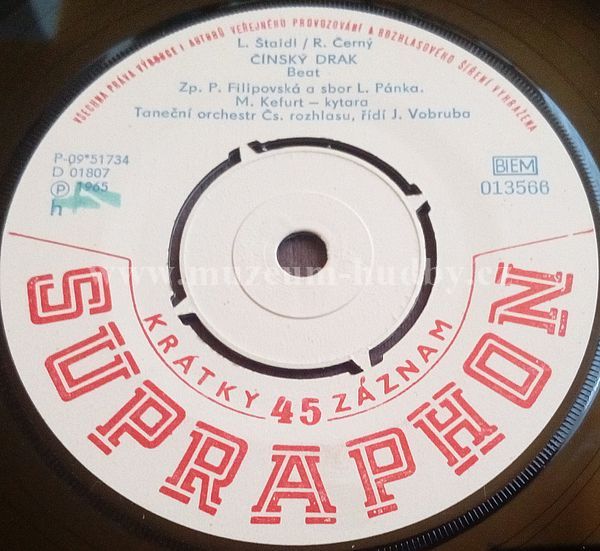 VŠECHNA PRÁVA VÝROBCE I AUTORŮ VEŘEJNÉHO PROVOZOVÁNÍ A ROZHLASOVÉHO ŠÍŘENÍ VYHRAŽENA
L. Štaidl / R. Černý
ČÍNSKÝ DRAK
Beat
Zp. P. Filipovská a sbor L. Pánka.
M. Kefurt – kytara
Taneční orchestr Čs. rozhlasu, řídí J. Vobruba
P-09*51734
D 01807
Ⓟ 1965
h
BIEM
013566
www.muzeum-hudby.cz
KRÁTKÝ 45 ZÁZNAM
SUPRAPHON